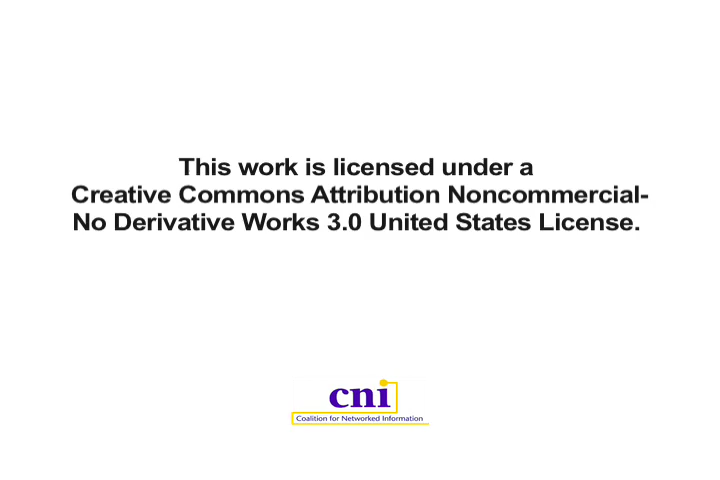 This work is licensed under a
Creative Commons Attribution Noncommercial-
No Derivative Works 3.0 United States License.
cni
Coalition for Networked Information